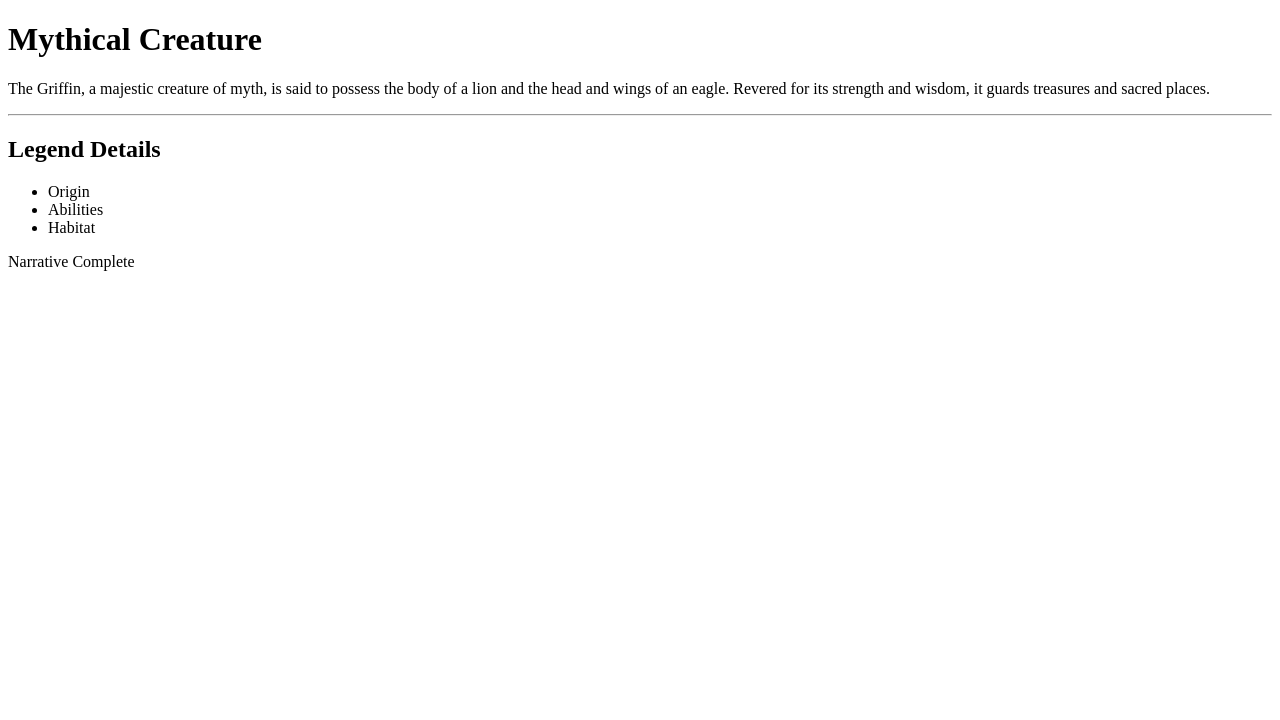 Mythical Creature
The Griffin, a majestic creature of myth, is said to possess the body of a lion and the head and wings of an eagle. Revered for its strength and wisdom, it guards treasures and sacred places.
Legend Details
Origin
Abilities
Habitat
Narrative Complete